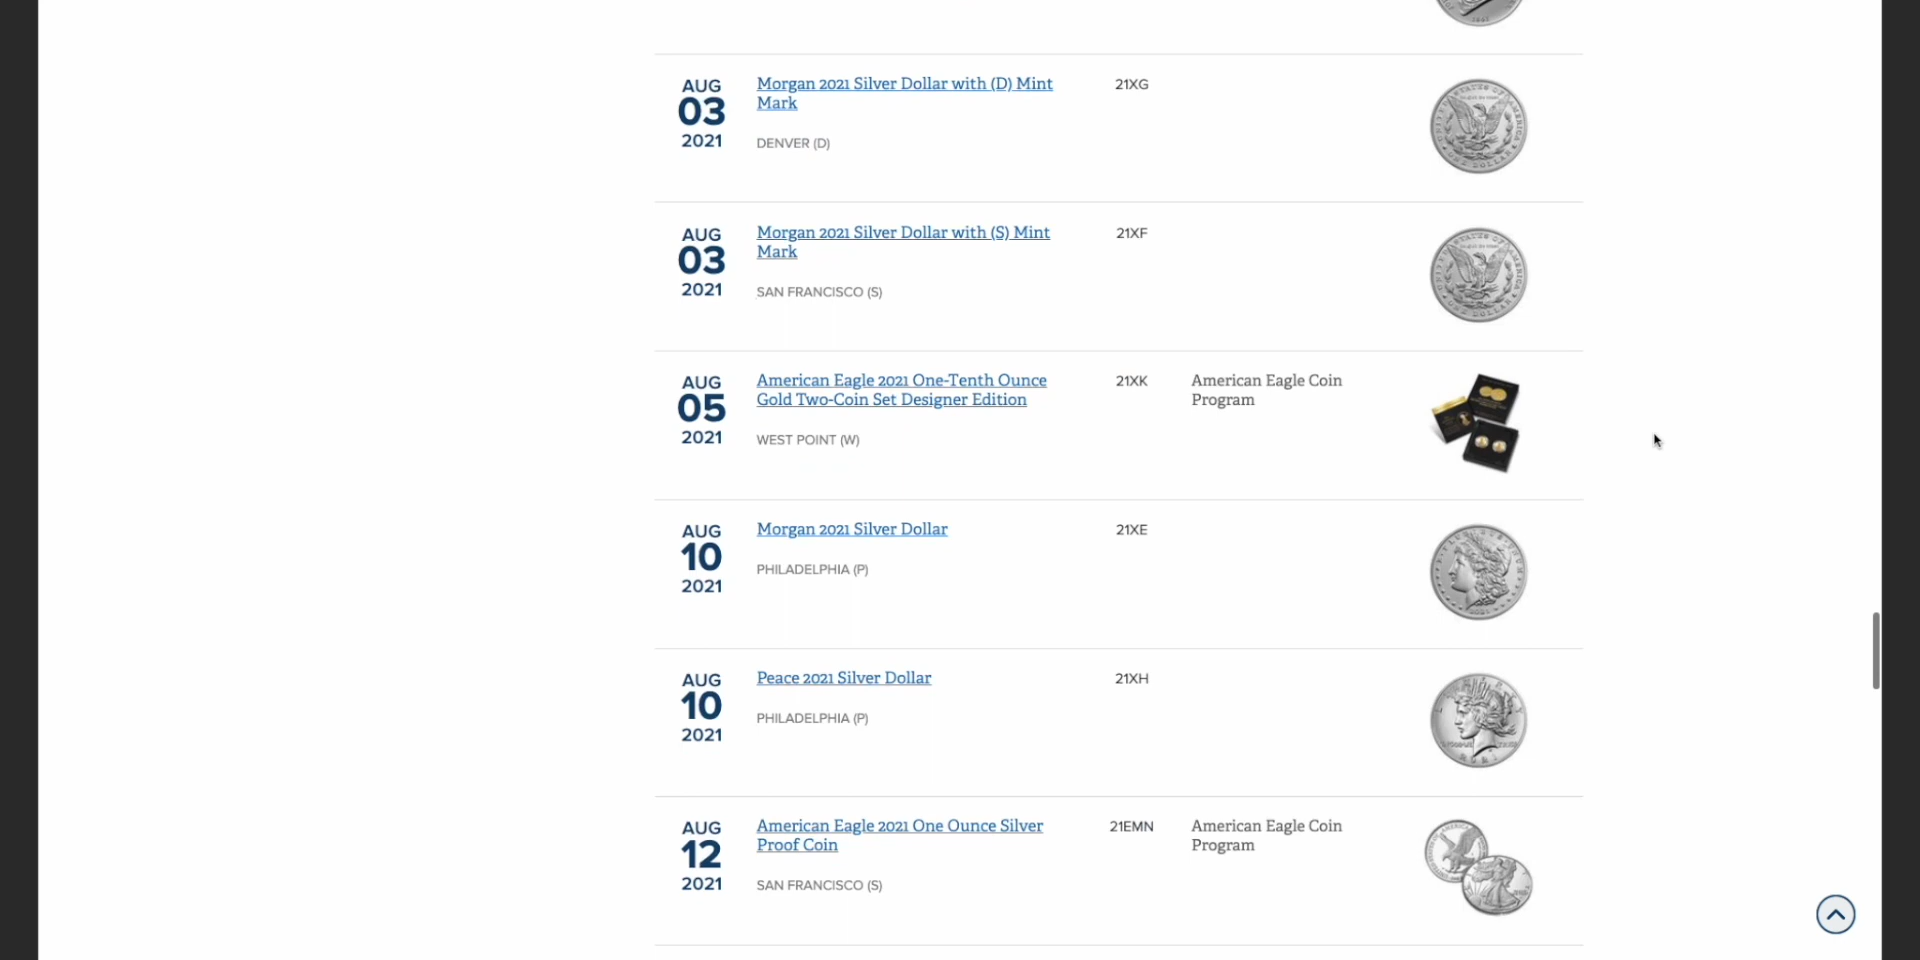 AUG
03
2021
Morgan 2021 Silver Dollar with (D) Mint
Mark
DENVER (D)
21XG
AUG
03
2021
Morgan 2021 Silver Dollar with (S) Mint
Mark
SAN FRANCISCO (S)
21XF
AUG
05
2021
American Eagle 2021 One-Tenth Ounce
Gold Two-Coin Set Designer Edition
WEST POINT (W)
21XK
American Eagle Coin
Program
AUG
10
2021
Morgan 2021 Silver Dollar
PHILADELPHIA (P)
21XE
AUG
10
2021
Peace 2021 Silver Dollar
PHILADELPHIA (P)
21XH
AUG
12
2021
American Eagle 2021 One Ounce Silver
Proof Coin
SAN FRANCISCO (S)
21EMN
American Eagle Coin
Program